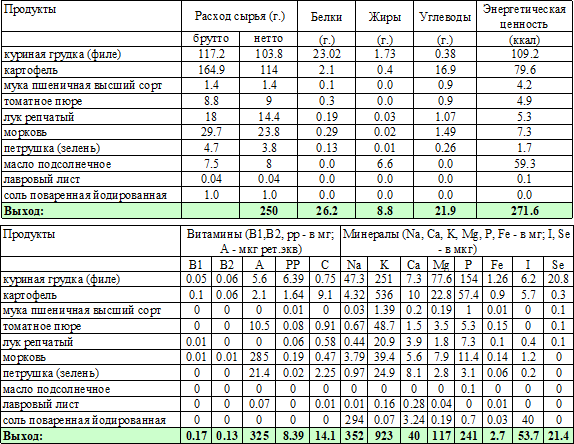 Продукты Расход сырья (г.) Белки Жиры Углеводы Энергетическая ценность
брутто нетто (г.) (г.) (г.) (ккал)
куриная грудка (филе) 117.2 103.8 23.02 1.73 0.38 109.2
картофель 164.9 114 2.1 0.4 16.9 79.6
мука пшеничная высший сорт 1.4 1.4 0.1 0.0 0.9 4.2
томатное пюре 8.8 9 0.3 0.0 0.9 4.9
лук репчатый 18 14.4 0.19 0.03 1.07 5.3
морковь 29.7 23.8 0.29 0.02 1.49 7.3
петрушка (зелень) 4.7 3.8 0.13 0.01 0.26 1.7
масло подсолнечное 7.5 8 0.0 6.6 0.0 59.3
лавровый лист 0.04 0.04 0.0 0.0 0.0 0.1
соль поваренная йодированная 1.0 1.0 0.0 0.0 0.0 0.0
Выход: 250 26.2 8.8 21.9 271.6
Продукты Витамины (B1,B2, pp - в мг; Минералы (Na, Ca, K, Mg, P, Fe - в мг; I, Se
A - мкг рет.экв) - в мкг)
B1 B2 A PP C Na K Ca Mg P Fe I Se
куриная грудка (филе) 0.05 0.06 5.6 6.39 0.75 47.3 251 7.3 77.6 154 1.26 6.2 20.8
картофель 0.1 0.06 2.1 1.64 9.1 4.32 536 10 22.8 57.4 0.9 5.7 0.3
мука пшеничная высший сорт 0 0 0 0.01 0 0.03 1.39 0.2 0.19 1 0.01 0 0.1
томатное пюре 0 0 10.5 0.08 0.91 0.67 48.7 1.5 3.5 5.3 0.15 0 0.1
лук репчатый 0.01 0 0 0.06 0.58 0.44 20.9 3.9 1.8 7.3 0.1 0.4 0.1
морковь 0.01 0.01 285 0.19 0.47 3.79 39.4 5.6 7.9 11.4 0.14 1.2 0
петрушка (зелень) 0 0 21.4 0.02 2.25 0.97 24.9 8.1 2.8 3.1 0.06 0.2 0
масло подсолнечное 0 0 0 0 0 0 0 0 0 0.1 0 0 0
лавровый лист 0 0 0.07 0 0.01 0.01 0.16 0.28 0.04 0 0.01 0 0
соль поваренная йодированная 0 0 0 0 0 294 0.07 3.24 0.19 0.7 0.03 40 0
Выход: 0.17 0.13 325 8.39 14.1 352 923 40 117 241 2.7 53.7 21.4